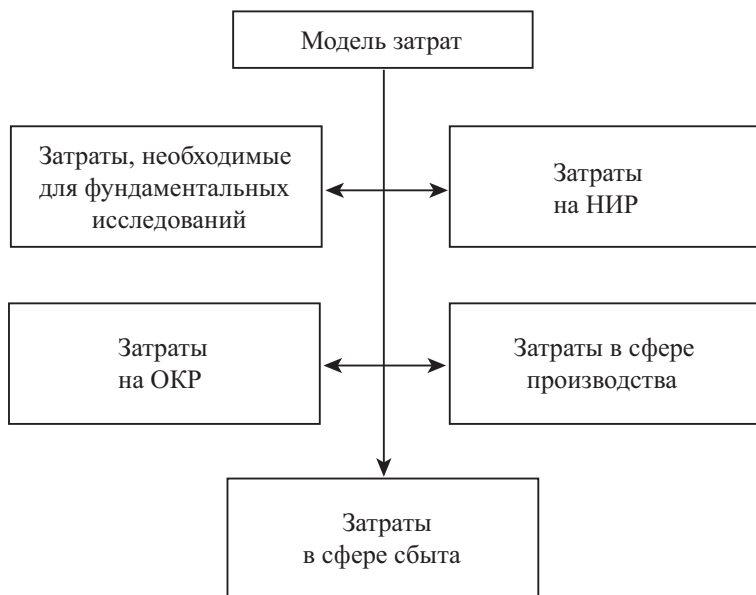 Модель затрат
Затраты, необходимые
для фундаментальных
исследований
Затраты
на НИР
Затраты
на ОКР
Затраты в сфере
производства
Затраты
в сфере сбыта